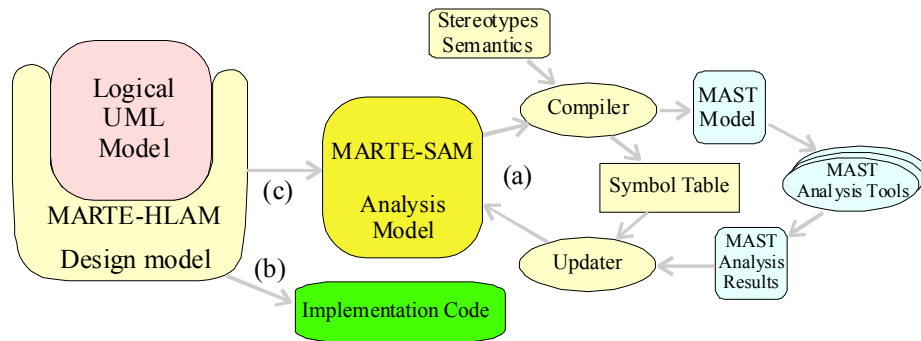 Stereotypes
Semantics
Logical
UML
Model
MARTE-HLAM
Design model
(c)
(b)
MARTE-SAM
Analysis
Model
(a)
Compiler
MAST
Model
Symbol Table
MAST
Analysis Tools
Updater
MAST
Analysis
Results
Implementation Code